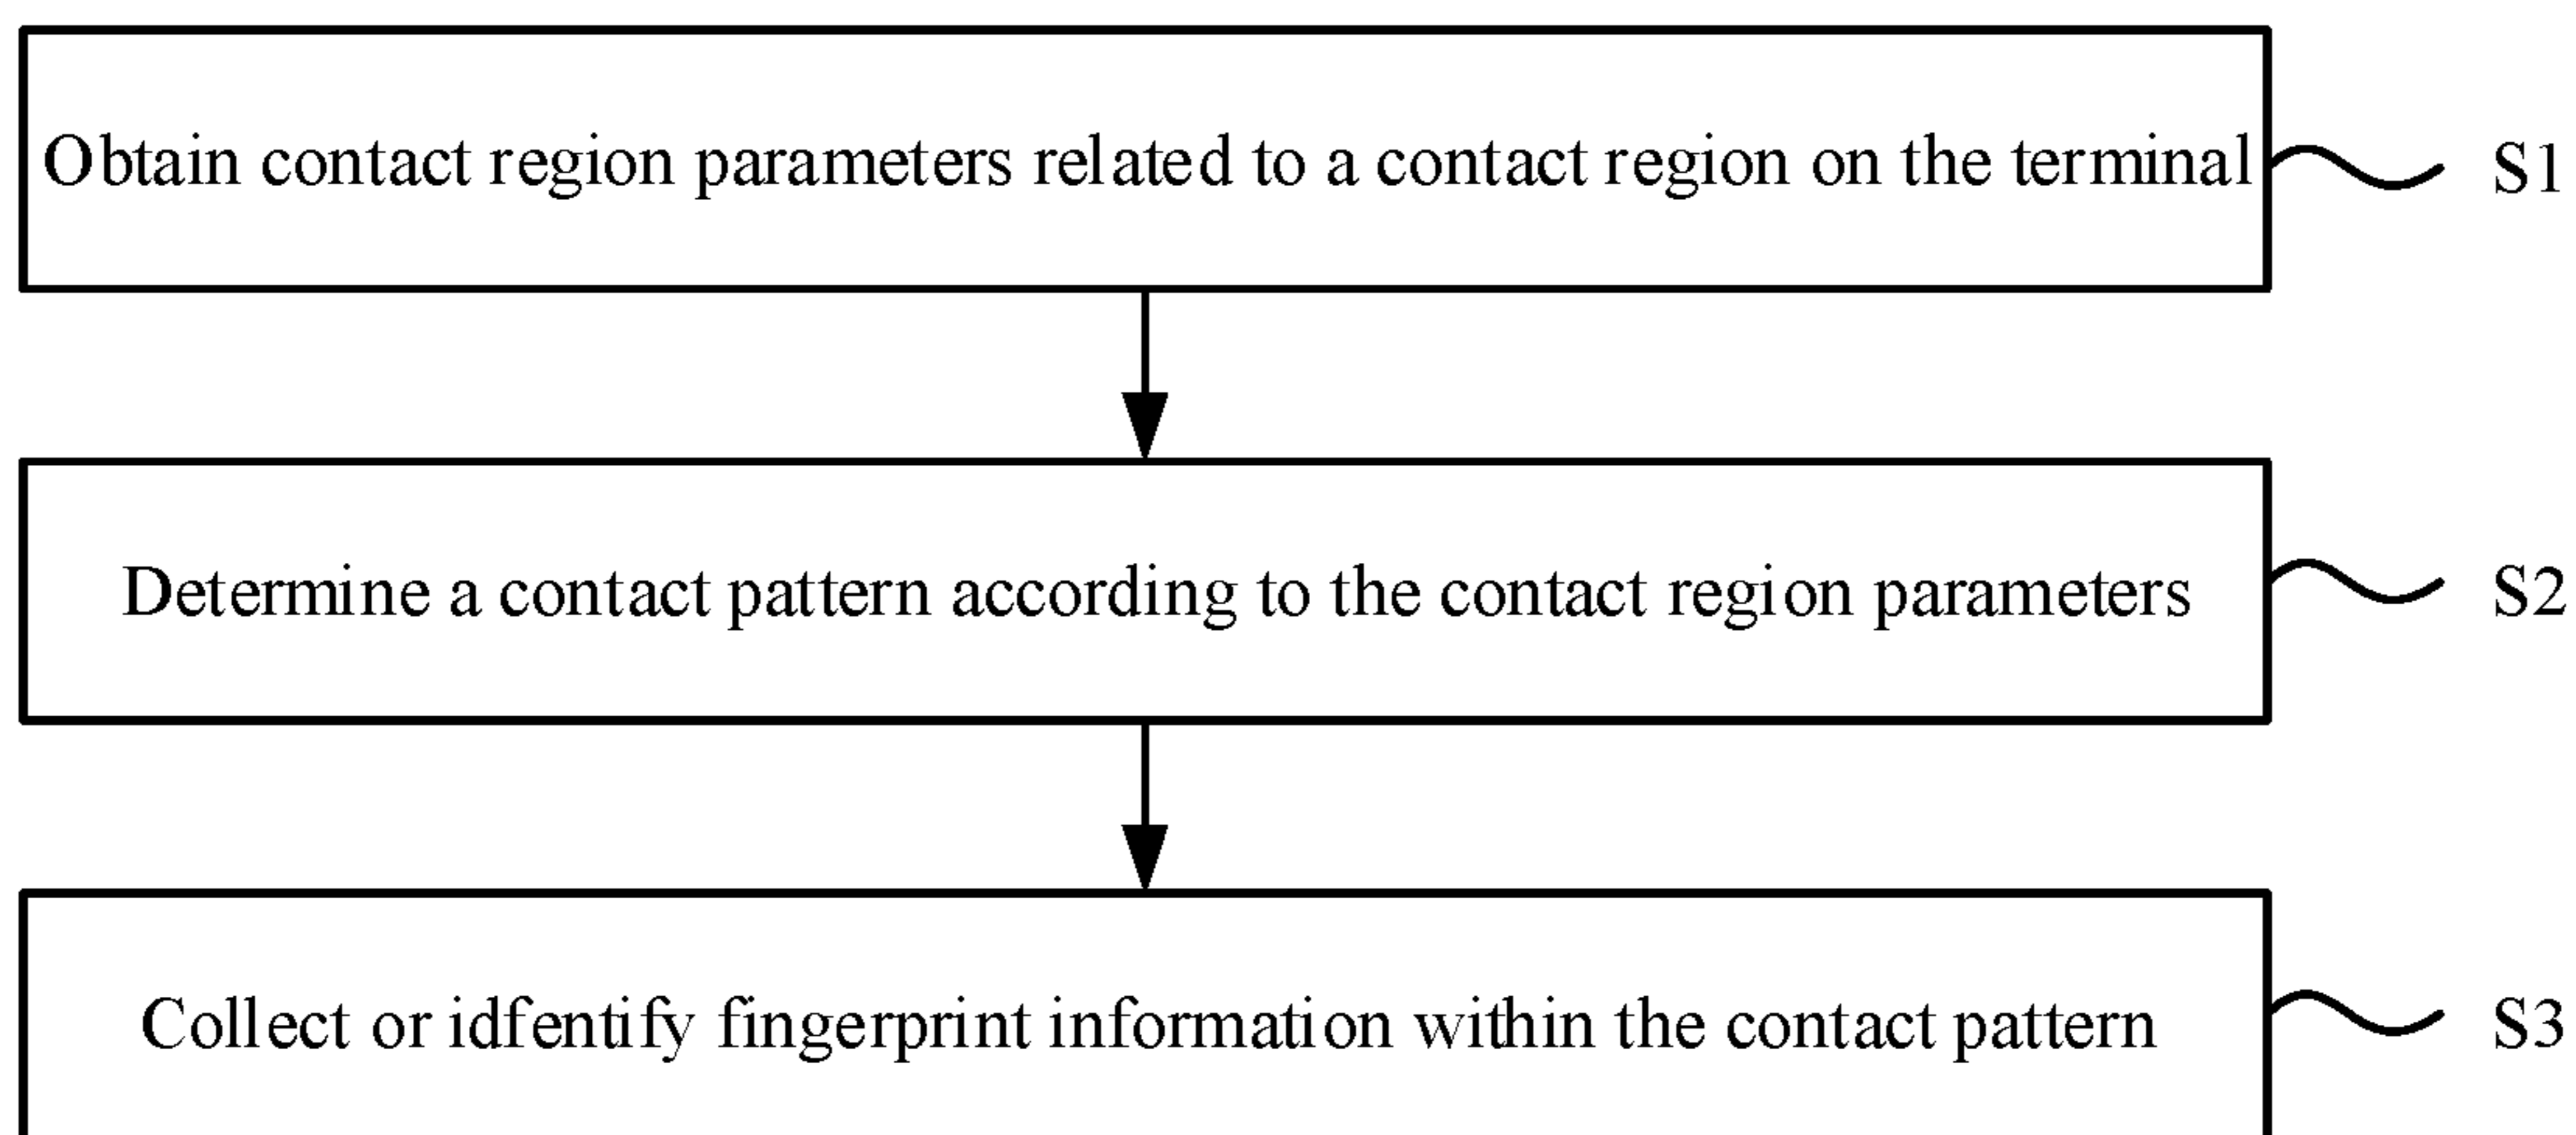 Obtain contact region parameters related to a contact region on the terminal
S1
Determine a contact pattern according to the contact region parameters
S2
Collect or idfentify fingerprint information within the contact pattern
S3